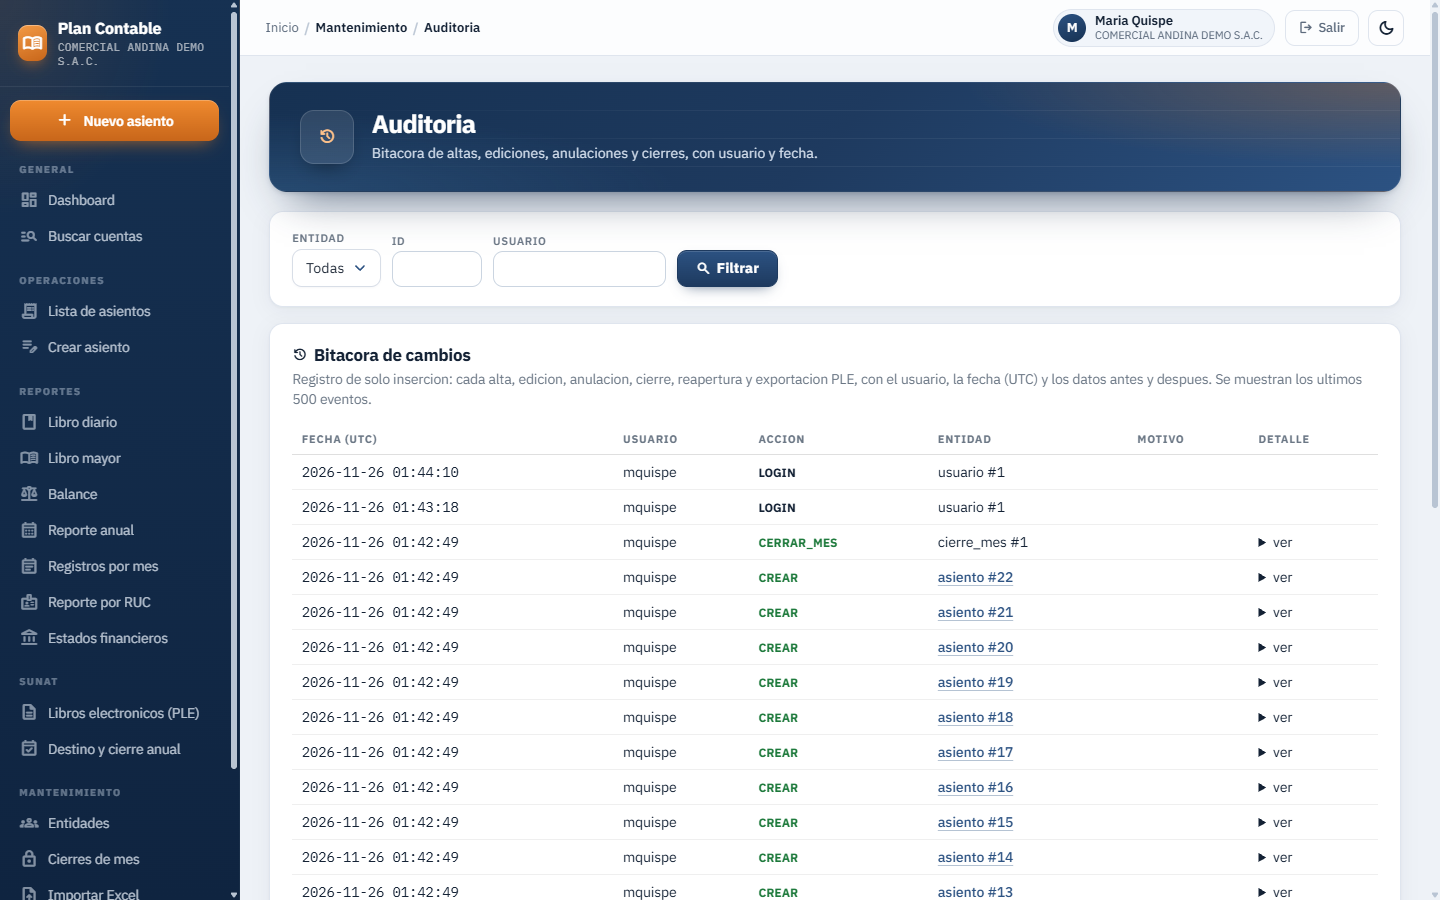 Plan Contable
COMERCIAL ANDINA DEMO
S.A.C.
Nuevo asiento
GENERAL
Dashboard
Buscar cuentas
OPERACIONES
Lista de asientos
Crear asiento
REPORTES
Libro diario
Libro mayor
Balance
Reporte anual
Registros por mes
Reporte por RUC
Estados financieros
SUNAT
Libros electronicos (PLE)
Destino y cierre anual
MANTENIMIENTO
Entidades
Cierres de mes
Importar Excel
Inicio / Mantenimiento / Auditoria
M
Maria Quispe
COMERCIAL ANDINA DEMO S.A.C.
Salir
Auditoria
Bitacora de altas, ediciones, anulaciones y cierres, con usuario y fecha.
ENTIDAD ID USUARIO
Todas Filtrar
Bitacora de cambios
Registro de solo insercion: cada alta, edicion, anulacion, cierre, reapertura y exportacion PLE, con el usuario, la fecha (UTC) y los datos antes y despues. Se muestran los ultimos
500 eventos.
FECHA (UTC) USUARIO ACCION ENTIDAD MOTIVO DETALLE
2026-11-26 01:44:10 mquispe LOGIN usuario #1
2026-11-26 01:43:18 mquispe LOGIN usuario #1
2026-11-26 01:42:49 mquispe CERRAR_MES cierre_mes #1 ver
2026-11-26 01:42:49 mquispe CREAR asiento #22 ver
2026-11-26 01:42:49 mquispe CREAR asiento #21 ver
2026-11-26 01:42:49 mquispe CREAR asiento #20 ver
2026-11-26 01:42:49 mquispe CREAR asiento #19 ver
2026-11-26 01:42:49 mquispe CREAR asiento #18 ver
2026-11-26 01:42:49 mquispe CREAR asiento #17 ver
2026-11-26 01:42:49 mquispe CREAR asiento #16 ver
2026-11-26 01:42:49 mquispe CREAR asiento #15 ver
2026-11-26 01:42:49 mquispe CREAR asiento #14 ver
2026-11-26 01:42:49 mquispe CREAR asiento #13 ver